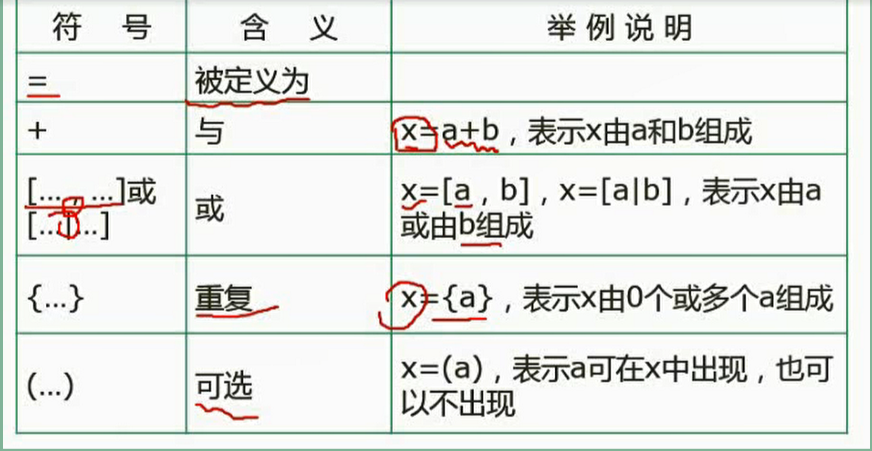 符 号 含 义 举 例 说 明
= 被定义为
+ 与 x=a+b，表示x由a和b组成
[…，…]或 或 x=[a，b]，x=[a|b]，表示x由a
[…|…] 或由b组成
{…} 重复 x={a}，表示x由0个或多个a组成
(…) 可选 x=(a)，表示a可在x中出现，也可
以不出现